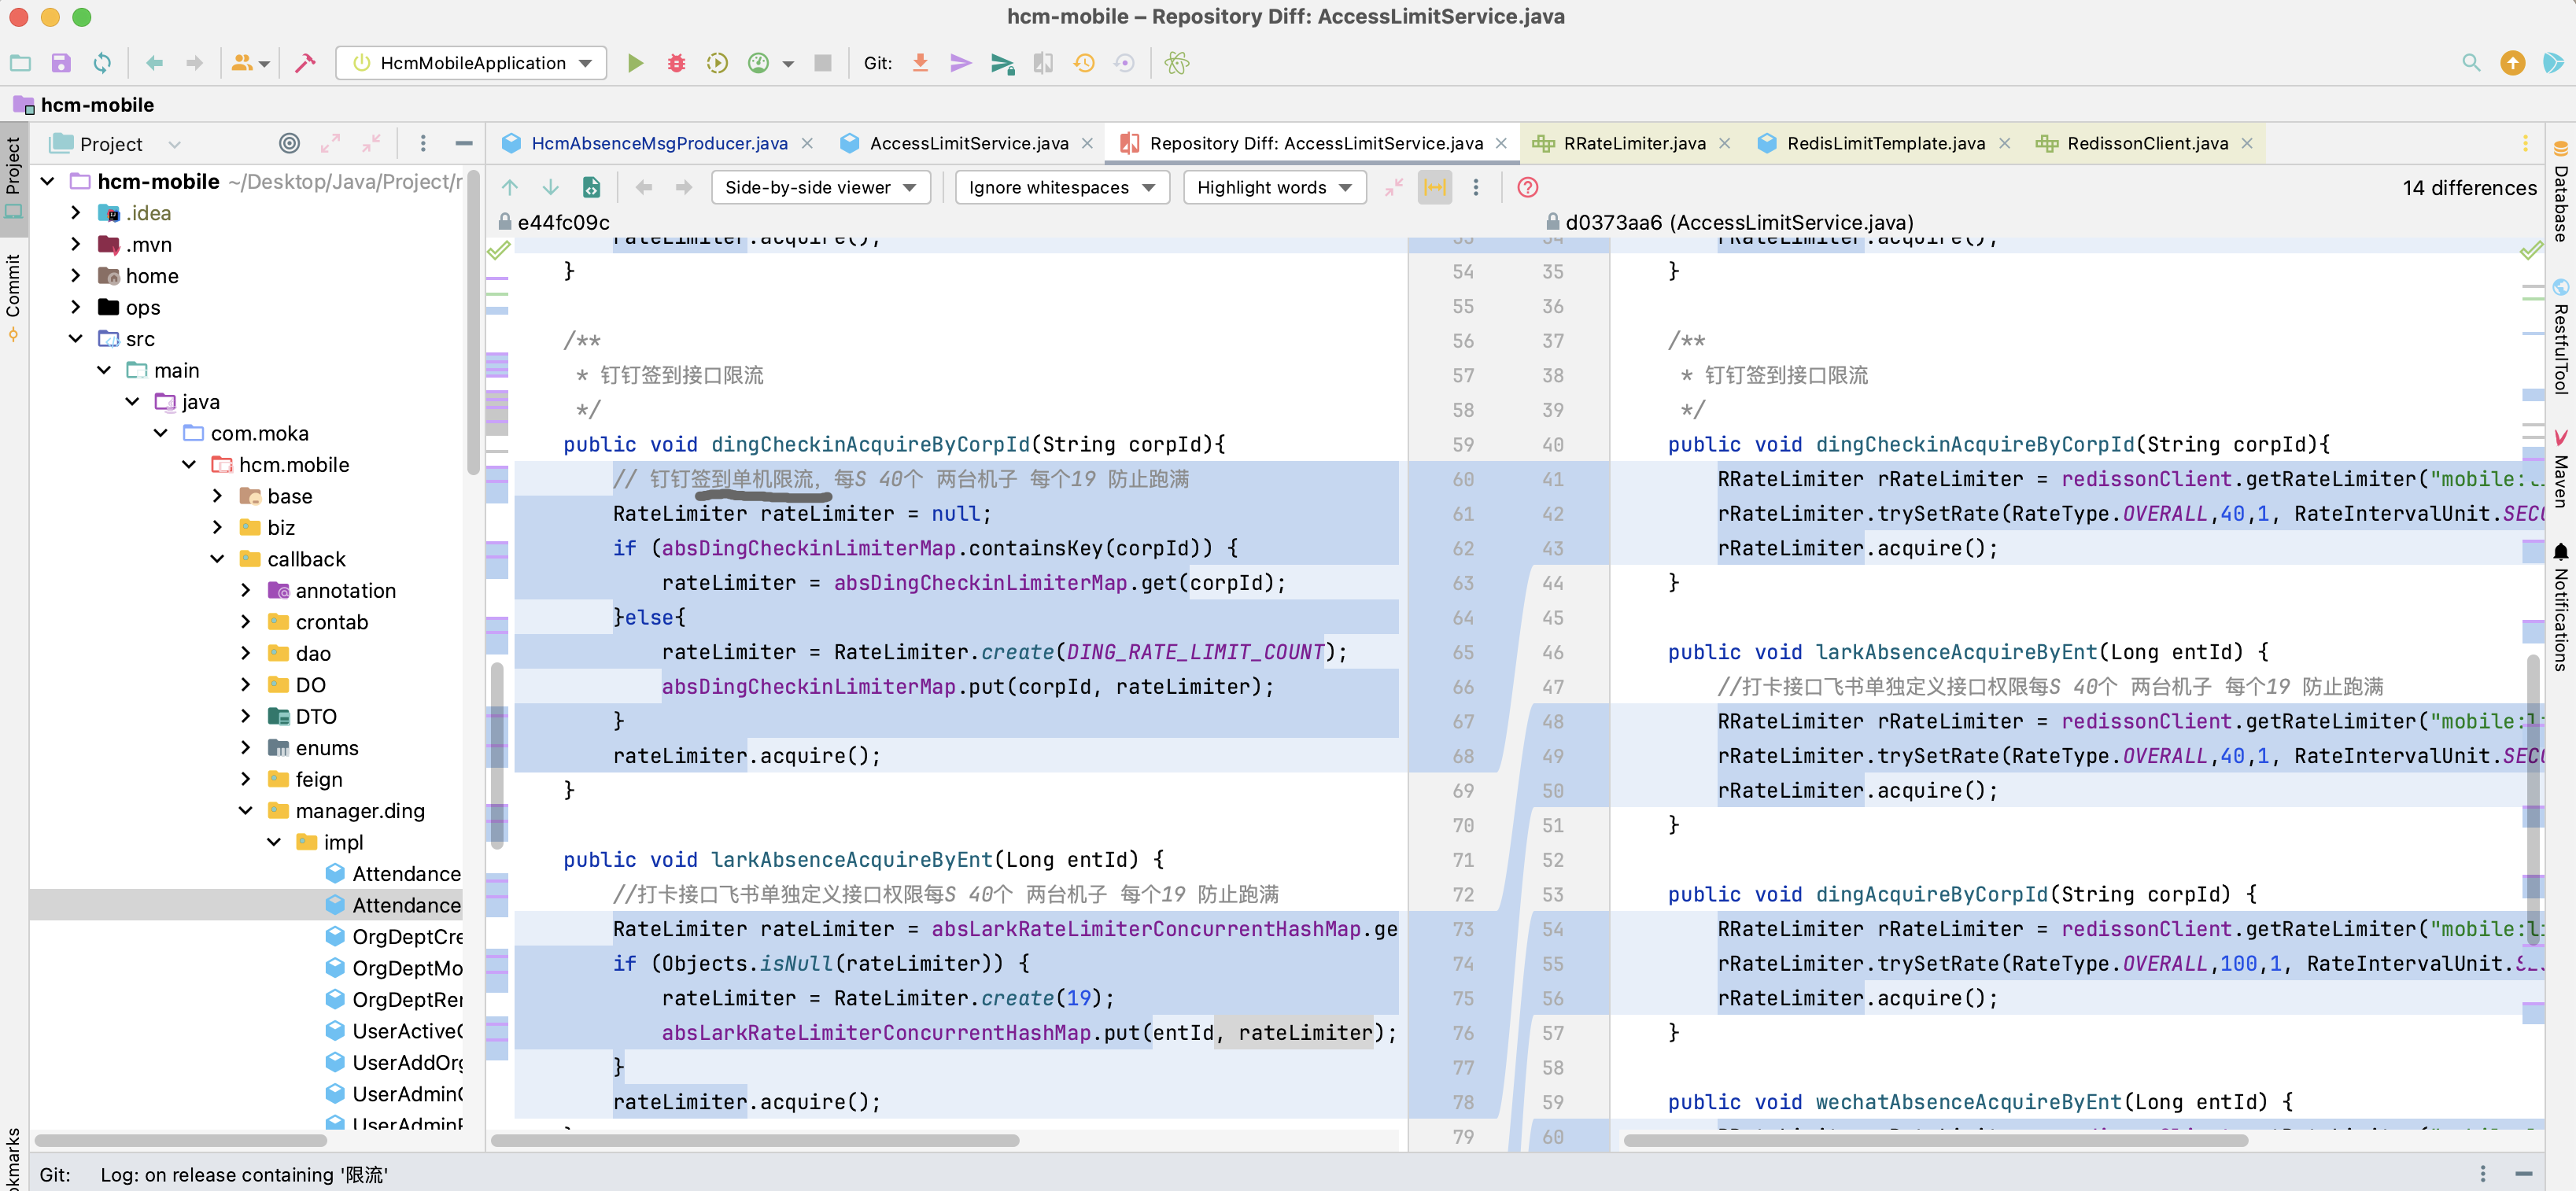 hcm-mobile – Repository Diff: AccessLimitService.java
HcmMobileApplication
Git:
hcm-mobile
Project
HcmAbsenceMsgProducer.java
AccessLimitService.java
Repository Diff: AccessLimitService.java
RRateLimiter.java
RedisLimitTemplate.java
RedissonClient.java
Side-by-side viewer
Ignore whitespaces
Highlight words
14 differences
Project
Commit
hcm-mobile ~/Desktop/Java/Project/
.idea
.mvn
home
ops
src
main
java
com.moka
hcm.mobile
base
biz
callback
annotation
crontab
dao
DO
DTO
enums
feign
manager.ding
impl
Attendance
Attendance
OrgDeptCre
OrgDeptMo
OrgDeptRe
UserActive
UserAddOrg
UserAdmin
UserAdmin
e44fc09c
rateLimiter.acquire();
}
/**
* 钉钉签到接口限流
*/
public void dingCheckinAcquireByCorpId(String corpId){
// 钉钉签到单机限流，每S 40个 两台机子 每个19 防止跑满
RateLimiter rateLimiter = null;
if (absDingCheckinLimiterMap.containsKey(corpId)) {
rateLimiter = absDingCheckinLimiterMap.get(corpId);
}else{
rateLimiter = RateLimiter.create(DING_RATE_LIMIT_COUNT);
absDingCheckinLimiterMap.put(corpId, rateLimiter);
}
rateLimiter.acquire();
}
public void larkAbsenceAcquireByEnt(Long entId) {
//打卡接口飞书单独定义接口权限每S 40个 两台机子 每个19 防止跑满
RateLimiter rateLimiter = absLarkRateLimiterConcurrentHashMap.ge
if (Objects.isNull(rateLimiter)) {
rateLimiter = RateLimiter.create(19);
absLarkRateLimiterConcurrentHashMap.put(entId, rateLimiter);
}
rateLimiter.acquire();
53 34
54 35
55 36
56 37
57 38
58 39
59 40
60 41
61 42
62 43
63 44
64 45
65 46
66 47
67 48
68 49
69 50
70 51
71 52
72 53
73 54
74 55
75 56
76 57
77 58
78 59
79 60
d0373aa6 (AccessLimitService.java)
rRateLimiter.acquire();
}
/**
* 钉钉签到接口限流
*/
public void dingCheckinAcquireByCorpId(String corpId){
RRateLimiter rRateLimiter = redissonClient.getRateLimiter("mobile:
rRateLimiter.trySetRate(RateType.OVERALL,40,1, RateIntervalUnit.SEC
rRateLimiter.acquire();
}
public void larkAbsenceAcquireByEnt(Long entId) {
//打卡接口飞书单独定义接口权限每S 40个 两台机子 每个19 防止跑满
RRateLimiter rRateLimiter = redissonClient.getRateLimiter("mobile:l
rRateLimiter.trySetRate(RateType.OVERALL,40,1, RateIntervalUnit.SEC
rRateLimiter.acquire();
}
public void dingAcquireByCorpId(String corpId) {
RRateLimiter rRateLimiter = redissonClient.getRateLimiter("mobile:l
rRateLimiter.trySetRate(RateType.OVERALL,100,1, RateIntervalUnit.
rRateLimiter.acquire();
}
public void wechatAbsenceAcquireByEnt(Long entId) {
Database
RestfulTool
Maven
Notifications
Git: Log: on release containing '限流'